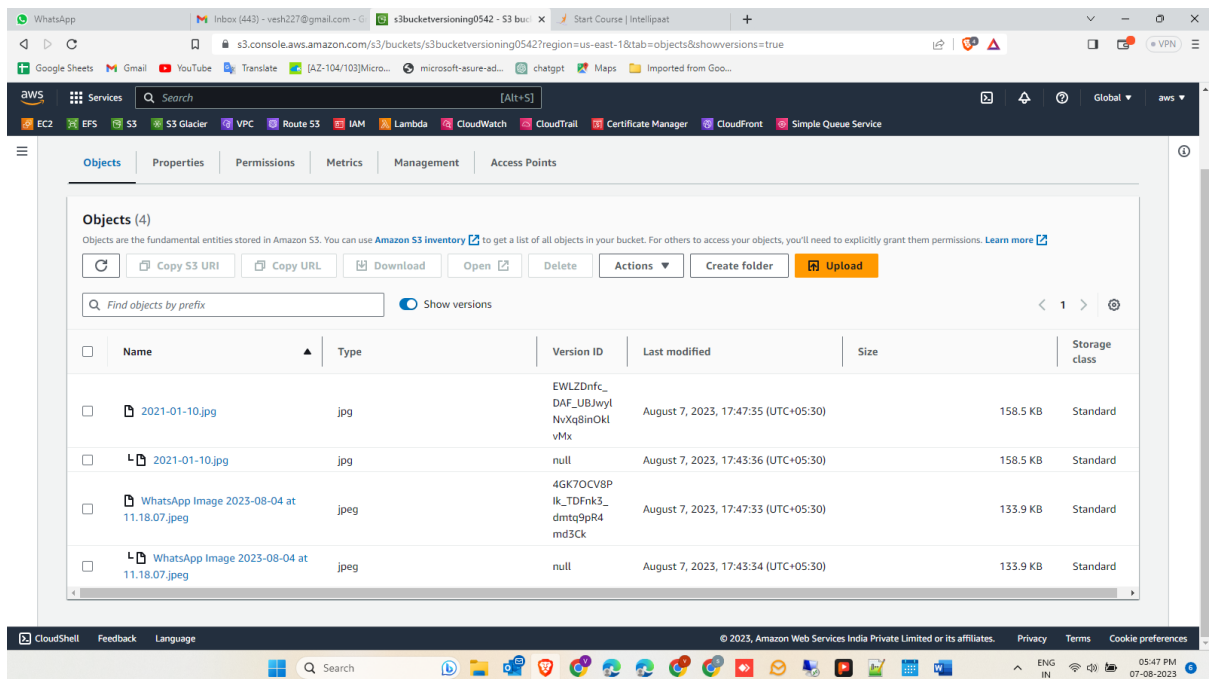 WhatsApp
Inbox (443) - vesh227@gmail.com - G
s3bucketversioning0542 - S3 buc
Start Course | Intellipaat
s3.console.aws.amazon.com/s3/buckets/s3bucketversioning0542?region=us-east-1&tab=objects&showversions=true
VPN
Google Sheets
Gmail
YouTube
Translate
[AZ-104/103]Micro...
microsoft-asure-ad...
chatgpt
Maps
Imported from Goo...
aws
Services
Search
[Alt+S]
Global
aws
EC2
EFS
S3
S3 Glacier
VPC
Route 53
IAM
Lambda
CloudWatch
CloudTrail
Certificate Manager
CloudFront
Simple Queue Service
Objects
Properties
Permissions
Metrics
Management
Access Points
Objects (4)
Objects are the fundamental entities stored in Amazon S3. You can use Amazon S3 inventory to get a list of all objects in your bucket. For others to access your objects, you'll need to explicitly grant them permissions. Learn more
Copy S3 URI
Copy URL
Download
Open
Delete
Actions
Create folder
Upload
Find objects by prefix
Show versions
1
Name
Type
Version ID
Last modified
Size
Storage
class
2021-01-10.jpg
jpg
EWLZDnfc_
DAF_UBJwyl
NvXq8inOkl
vMx
August 7, 2023, 17:47:35 (UTC+05:30)
158.5 KB
Standard
2021-01-10.jpg
jpg
null
August 7, 2023, 17:43:36 (UTC+05:30)
158.5 KB
Standard
WhatsApp Image 2023-08-04 at
11.18.07.jpeg
jpeg
4GK7OCV8P
Ik_TDFnk3_
dmtq9pR4
md3Ck
August 7, 2023, 17:47:33 (UTC+05:30)
133.9 KB
Standard
WhatsApp Image 2023-08-04 at
11.18.07.jpeg
jpeg
null
August 7, 2023, 17:43:34 (UTC+05:30)
133.9 KB
Standard
CloudShell
Feedback
Language
© 2023, Amazon Web Services India Private Limited or its affiliates.
Privacy
Terms
Cookie preferences
Search
ENG
IN
05:47 PM
07-08-2023
6